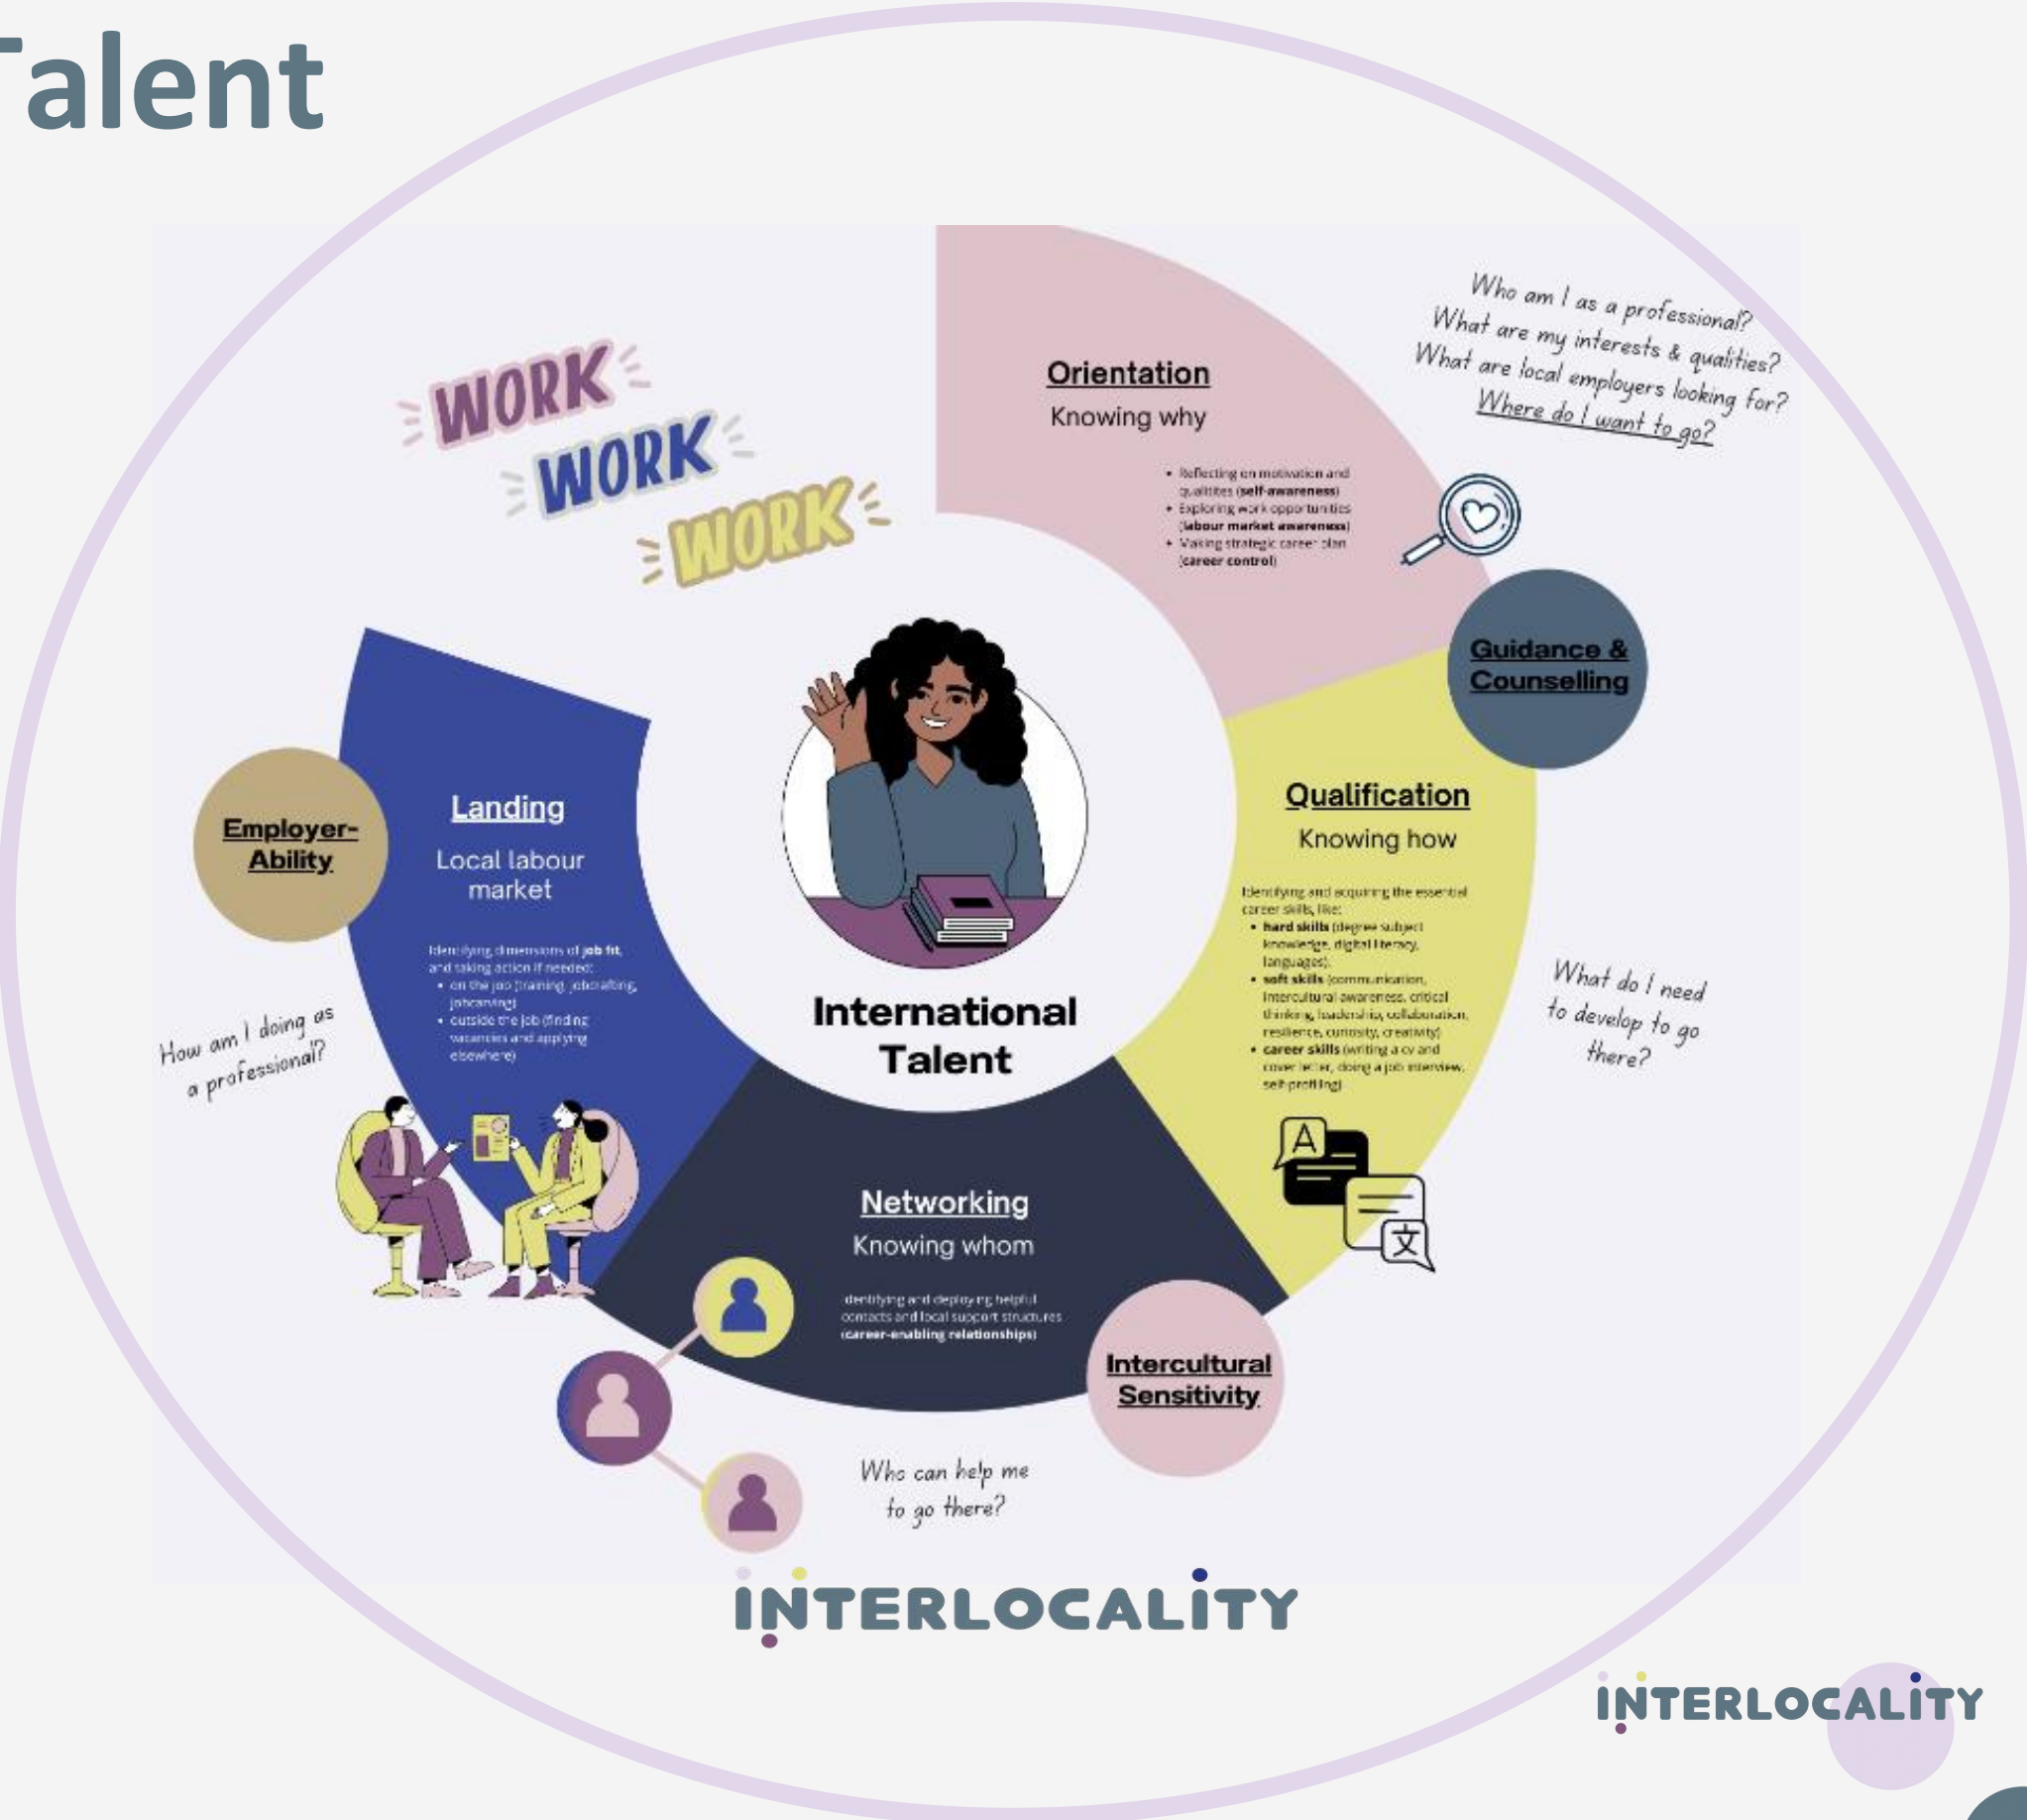 Talent
WORK
WORK
WORK
Orientation
Knowing why
• Reflecting on motivation and
qualitites (self-awareness)
• Exploring work opportunities
(labour market awareness)
• Making strategic career plan
(career control)
Who am I as a professional?
What are my interests & qualities?
What are local employers looking for?
Where do I want to go?
Guidance &
Counselling
Qualification
Knowing how
Identifying and acquiring the essential
career skills, like:
• hard skills (degree subject
knowledge, digital literacy,
languages),
• soft skills (communication,
intercultural awareness, critical
thinking, leadership, collaboration,
resilience, curiosity, creativity)
• career skills (writing a cv and
cover letter, doing a job interview,
self-profiling)
What do I need
to develop to go
there?
A
文
International
Talent
Networking
Knowing whom
Identifying and deploying helpful
contacts and local support structures
(career-enabling relationships)
Intercultural
Sensitivity
Who can help me
to go there?
Landing
Local labour
market
Identifying dimensions of job fit,
and taking action if needed:
• on the job (training, jobcrafting,
jobcarving)
• outside the job (finding
vacancies and applying
elsewhere)
Employer-
Ability
How am I doing as
a professional?
INTERLOCALITY
INTERLOCALITY